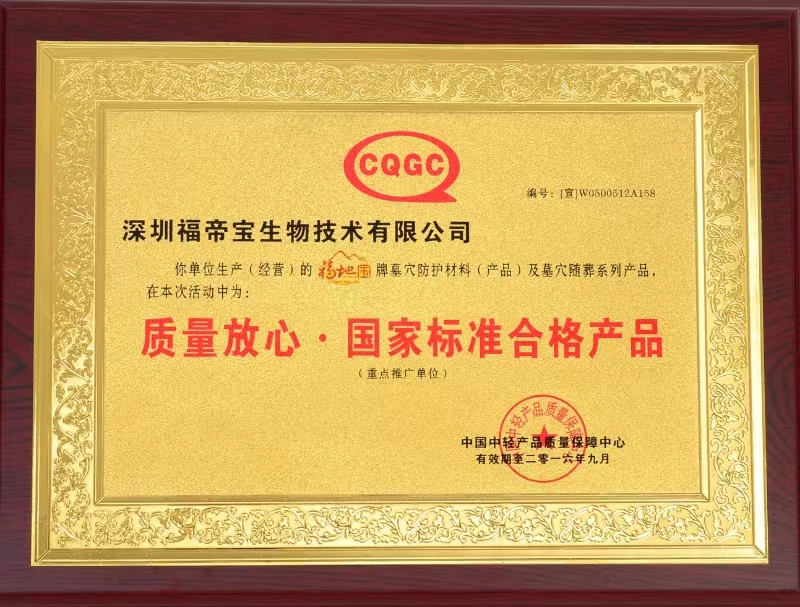 CQGC
编号：[宣]W0500512A158
深圳福帝宝生物技术有限公司
你单位生产（经营）的福地园牌墓穴防护材料（产品）及墓穴随葬系列产品，
在本次活动中为：
质量放心·国家标准合格产品
（重点推广单位）
中国中轻产品质量保障中心
有效期至二零一六年九月